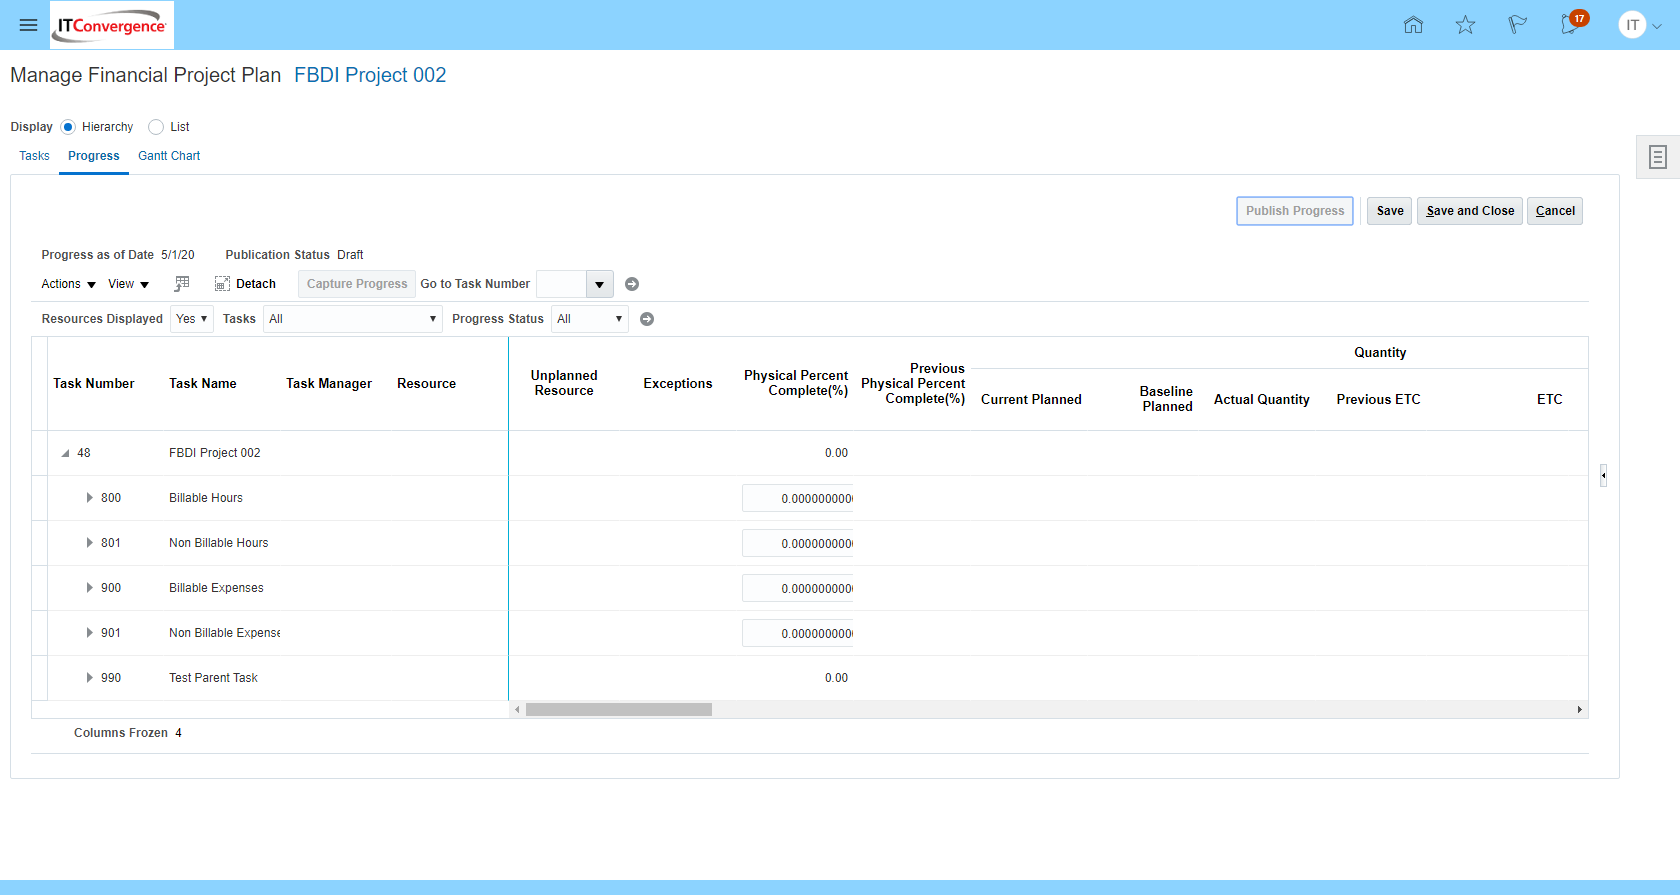 ITConvergence
17
IT
Manage Financial Project Plan FBDI Project 002
Display Hierarchy List
Tasks Progress Gantt Chart
Publish Progress Save Save and Close Cancel
Progress as of Date 5/1/20 Publication Status Draft
Actions View Detach Capture Progress Go to Task Number
Resources Displayed Yes Tasks All Progress Status All
Quantity
Task Number Task Name Task Manager Resource Unplanned Resource Exceptions Physical Percent Complete(%) Previous Physical Percent Complete(%) Current Planned Baseline Planned Actual Quantity Previous ETC ETC
48 FBDI Project 002 0.00
800 Billable Hours 0.000000000
801 Non Billable Hours 0.000000000
900 Billable Expenses 0.000000000
901 Non Billable Expense 0.000000000
990 Test Parent Task 0.00
Columns Frozen 4